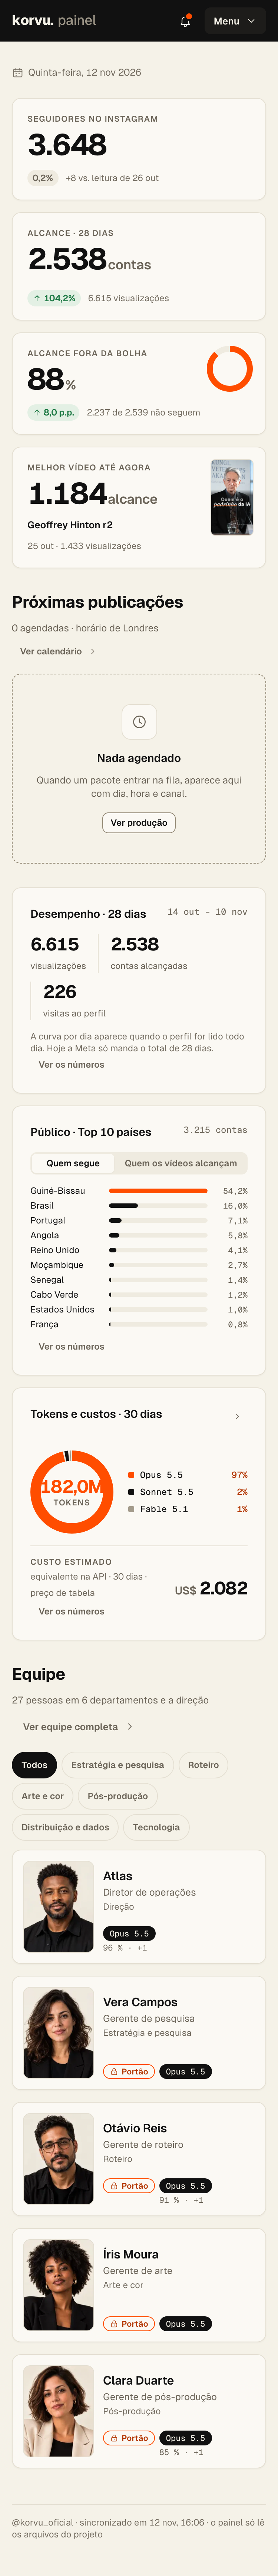 korvu. painel
Menu
Quinta-feira, 12 nov 2026
SEGUIDORES NO INSTAGRAM
3.648
0,2% +8 vs. leitura de 26 out
ALCANCE · 28 DIAS
2.538 contas
↑ 104,2% 6.615 visualizações
ALCANCE FORA DA BOLHA
88%
↑ 8,0 p.p. 2.237 de 2.539 não seguem
MELHOR VÍDEO ATÉ AGORA
1.184 alcance
Geoffrey Hinton r2
25 out · 1.433 visualizações
Quem é o
padrinho da IA
Próximas publicações
0 agendadas · horário de Londres
Ver calendário
Nada agendado
Quando um pacote entrar na fila, aparece aqui
com dia, hora e canal.
Ver produção
Desempenho · 28 dias 14 out – 10 nov
6.615 2.538
visualizações contas alcançadas
226
visitas ao perfil
A curva por dia aparece quando o perfil for lido todo
dia. Hoje a Meta só manda o total de 28 dias.
Ver os números
Público · Top 10 países 3.215 contas
Quem segue Quem os vídeos alcançam
Guiné-Bissau 54,2%
Brasil 16,0%
Portugal 7,1%
Angola 5,8%
Reino Unido 4,1%
Moçambique 2,7%
Senegal 1,4%
Cabo Verde 1,2%
Estados Unidos 1,0%
França 0,8%
Ver os números
Tokens e custos · 30 dias
182,0M
TOKENS
Opus 5.5 97%
Sonnet 5.5 2%
Fable 5.1 1%
CUSTO ESTIMADO
equivalente na API · 30 dias ·
preço de tabela
US$ 2.082
Ver os números
Equipe
27 pessoas em 6 departamentos e a direção
Ver equipe completa
Todos Estratégia e pesquisa Roteiro
Arte e cor Pós-produção
Distribuição e dados Tecnologia
Atlas
Diretor de operações
Direção
Opus 5.5
96 % · +1
Vera Campos
Gerente de pesquisa
Estratégia e pesquisa
Portão Opus 5.5
Otávio Reis
Gerente de roteiro
Roteiro
Portão Opus 5.5
91 % · +1
Íris Moura
Gerente de arte
Arte e cor
Portão Opus 5.5
Clara Duarte
Gerente de pós-produção
Pós-produção
Portão Opus 5.5
85 % · +1
@korvu_oficial · sincronizado em 12 nov, 16:06 · o painel só lê
os arquivos do projeto